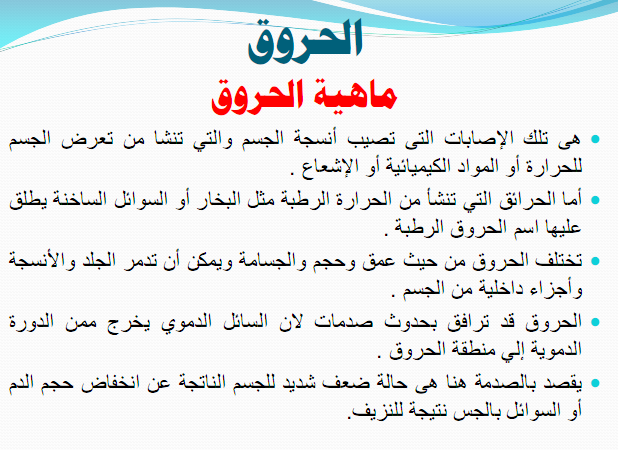 الحروق
ماهية الحروق
هى تلك الإصابات التى تصيب أنسجة الجسم والتي تنشا من تعرض الجسم
للحرارة أو المواد الكيميائية أو الإشعاع .
أما الحرائق التي تنشأ من الحرارة الرطبة مثل البخار أو السوائل الساخنة يطلق
عليها اسم الحروق الرطبة .
تختلف الحروق من حيث عمق وحجم والجسامة ويمكن أن تدمر الجلد والأنسجة
وأجزاء داخلية من الجسم .
الحروق قد ترافق بحدوث صدمات لان السائل الدموي يخرج ممن الدورة
الدموية إلي منطقة الحروق .
يقصد بالصدمة هنا هى حالة ضعف شديد للجسم الناتجة عن انخفاض حجم الدم
أو السوائل بالجس نتيجة للنزيف.